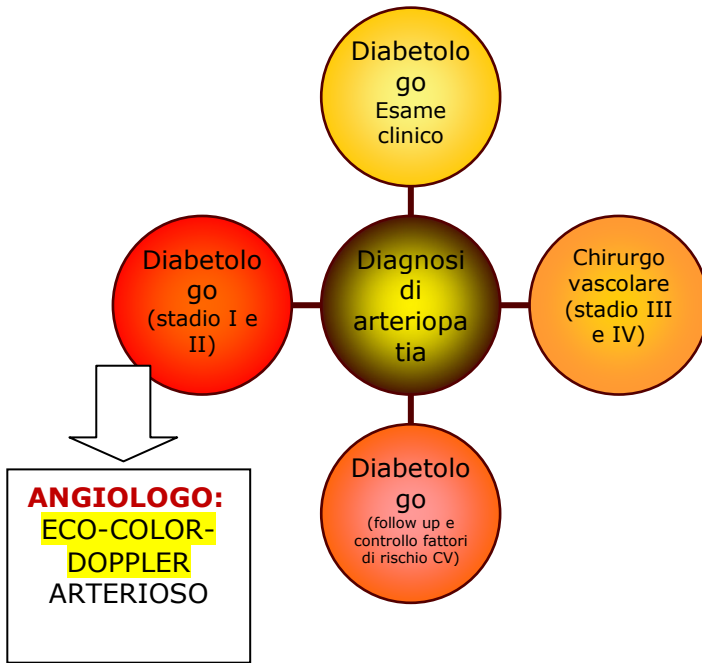 Diabetolo
go
Esame
clinico
Diabetolo
go
(stadio I e
II)
Diagnosi
di
arteriopa
tia
Chirurgo
vascolare
(stadio III
e IV)
Diabetolo
go
(follow up e
controllo fattori
di rischio CV)
ANGIOLOGO:
ECO-COLOR-
DOPPLER
ARTERIOSO